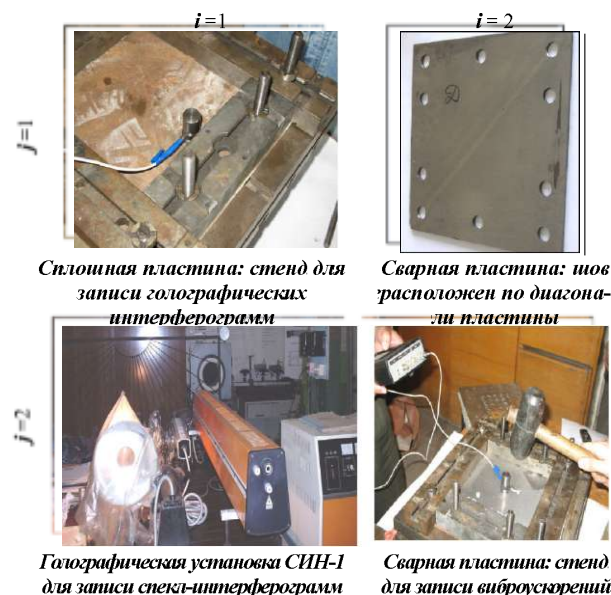 i =1
i = 2
j=1
Сплошная пластина: стенд для
записи голографических
интерферограмм
Сварная пластина: шов
расположен по диагона-
ли пластины
j=2
Голографическая установка СИН-1
для записи спекл-интерферограмм
Сварная пластина: стенд
для записи виброускорений